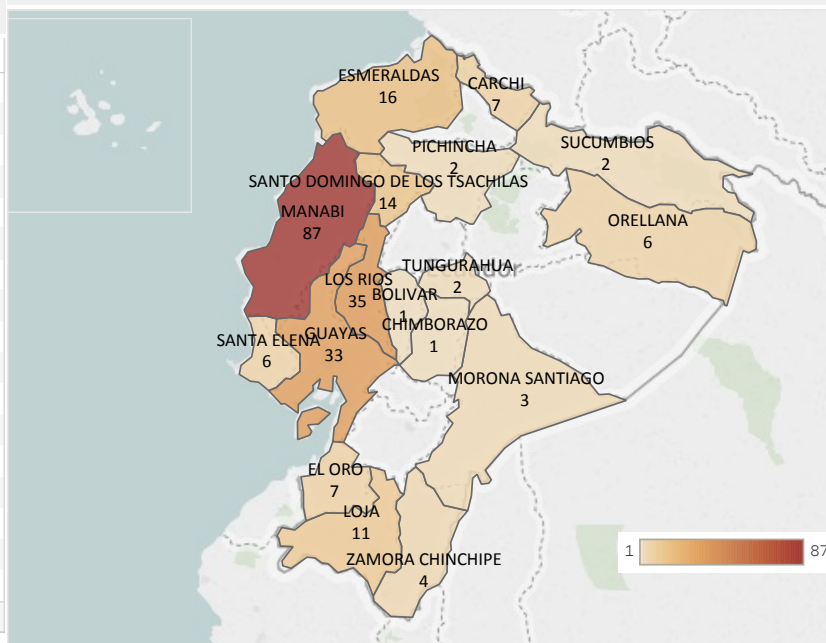 ESMERALDAS
16
CARCHI
7
PICHINCHA
2
SUCUMBIOS
2
SANTO DOMINGO DE LOS TSACHILAS
14
MANABI
87
ORELLANA
6
TUNGURAHUA
2
LOS RIOS
35
BOLIVAR
1
CHIMBORAZO
1
SANTA ELENA
6
GUAYAS
33
MORONA SANTIAGO
3
EL ORO
7
LOJA
11
ZAMORA CHINCHIPE
4
1
87